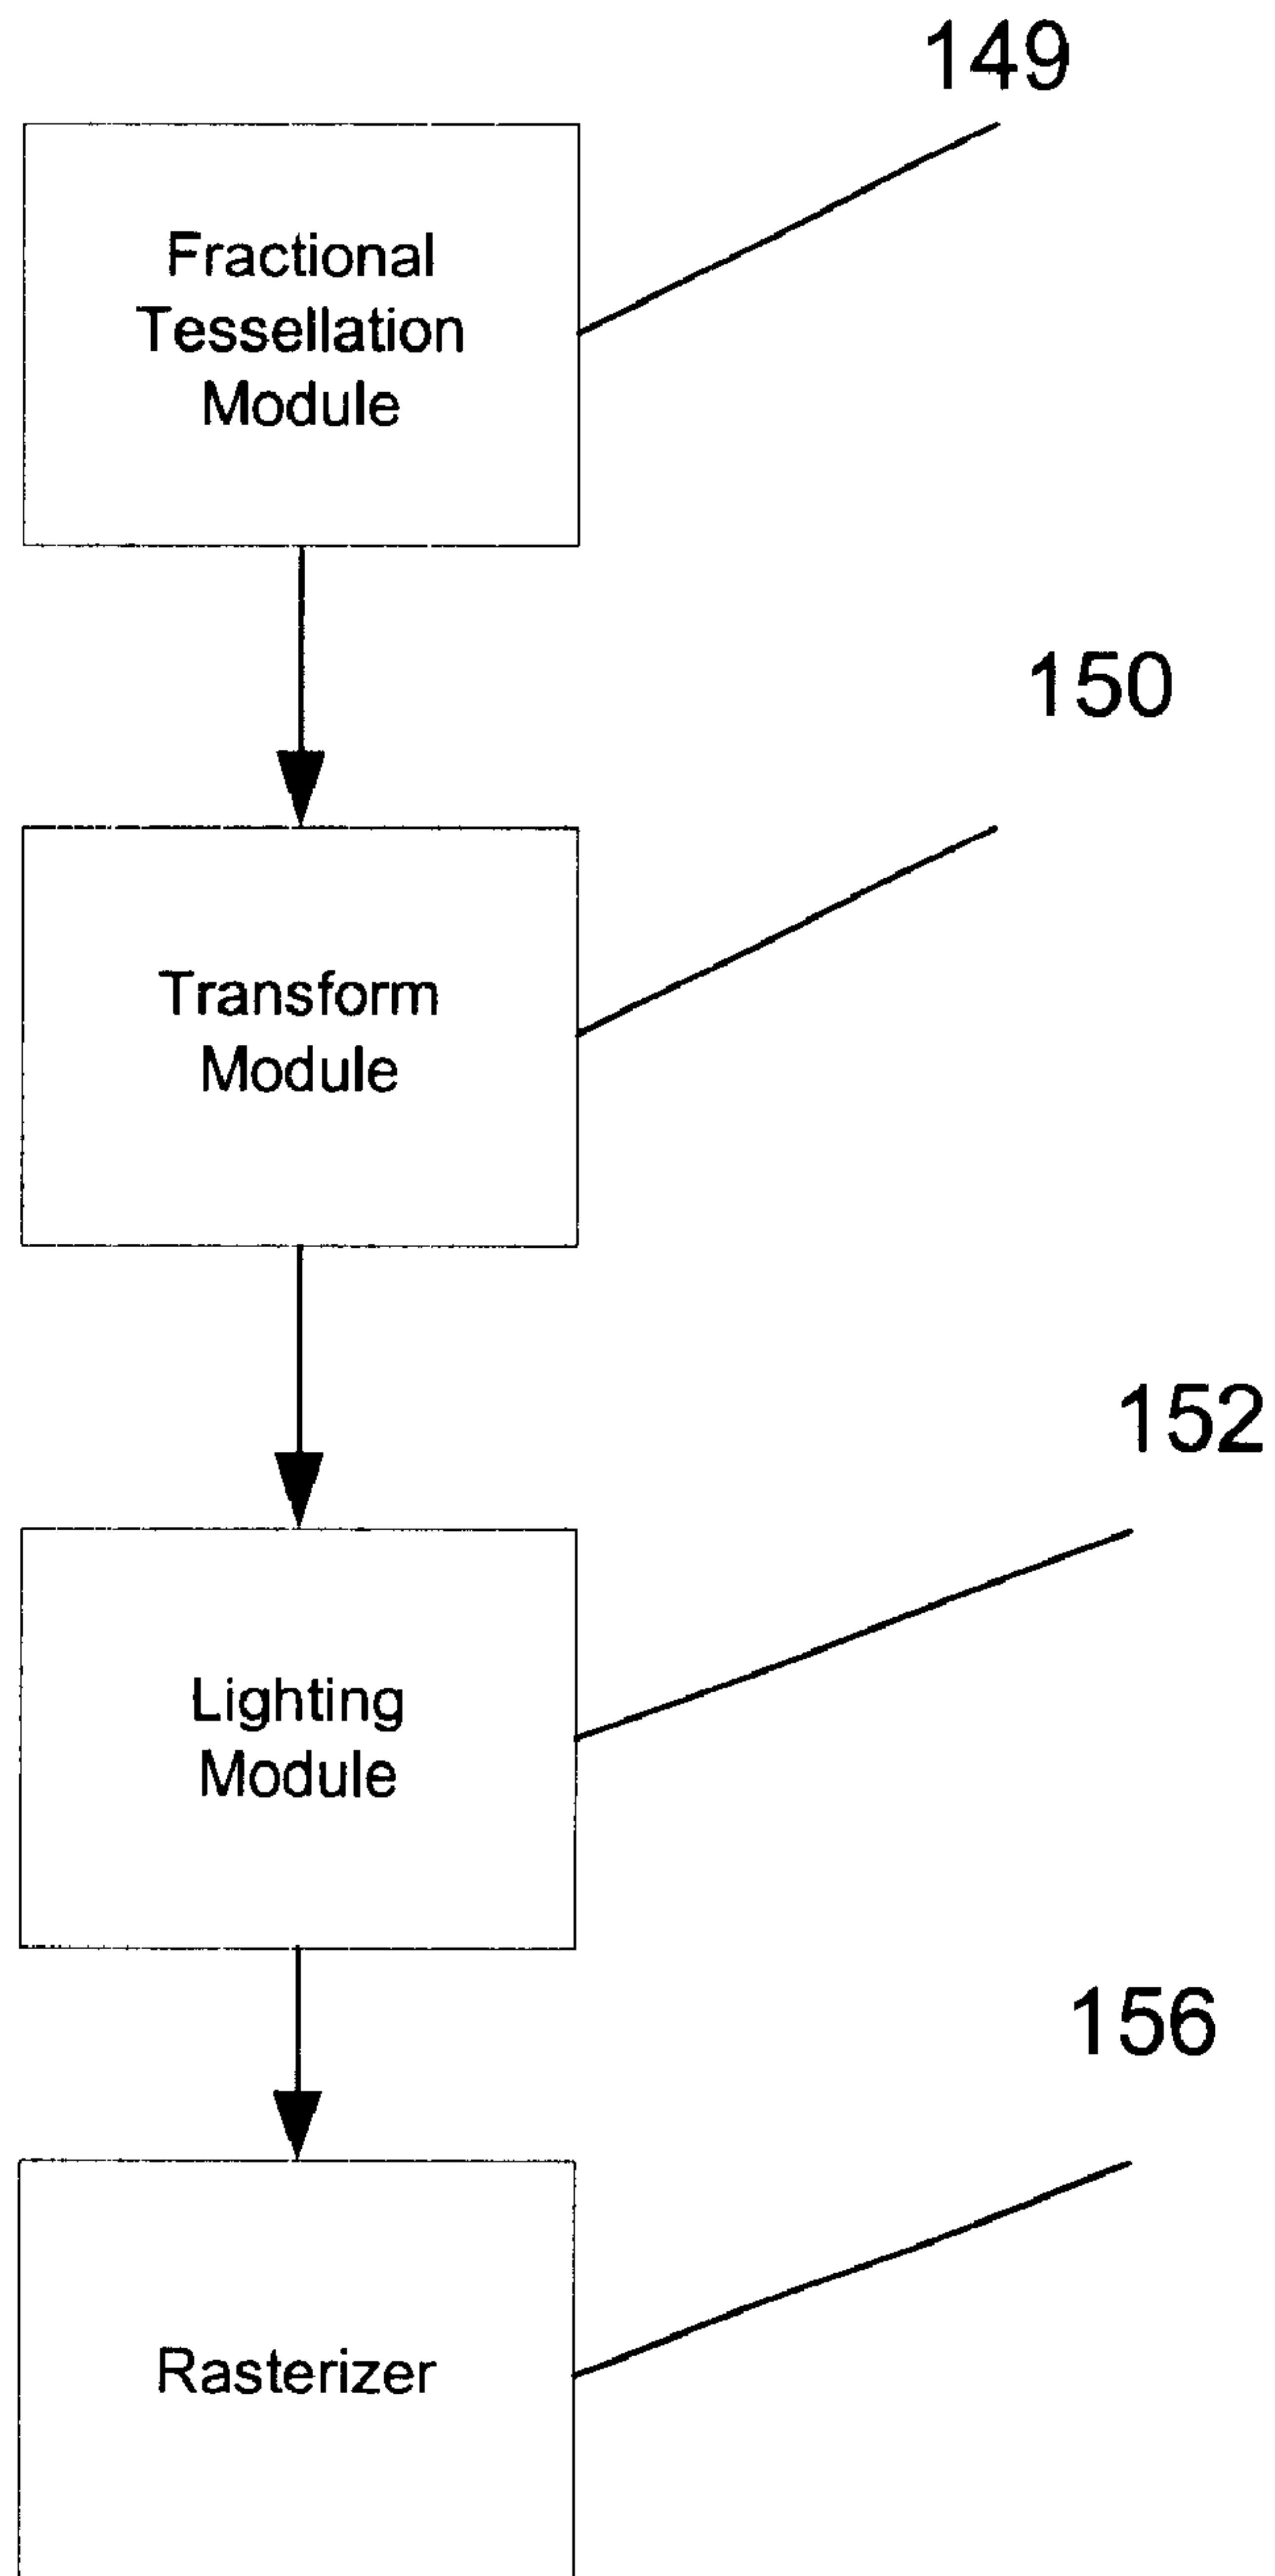 149
Fractional
Tessellation
Module
150
Transform
Module
152
Lighting
Module
156
Rasterizer